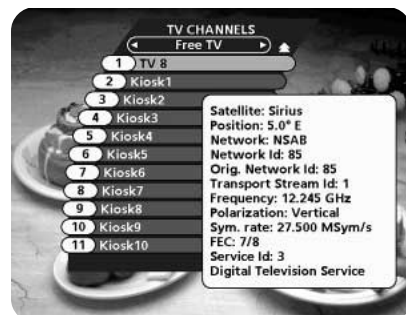 TV CHANNELS
Free TV
1 TV 8
2 Kiosk1
3 Kiosk2
4 Kiosk3
5 Kiosk4
6 Kiosk5
7 Kiosk6
8 Kiosk7
9 Kiosk8
10 Kiosk9
11 Kiosk10
Satellite: Sirius
Position: 5.0° E
Network: NSAB
Network Id: 85
Orig. Network Id: 85
Transport Stream Id: 1
Frequency: 12.245 GHz
Polarization: Vertical
Sym. rate: 27.500 MSym/s
FEC: 7/8
Service Id: 3
Digital Television Service